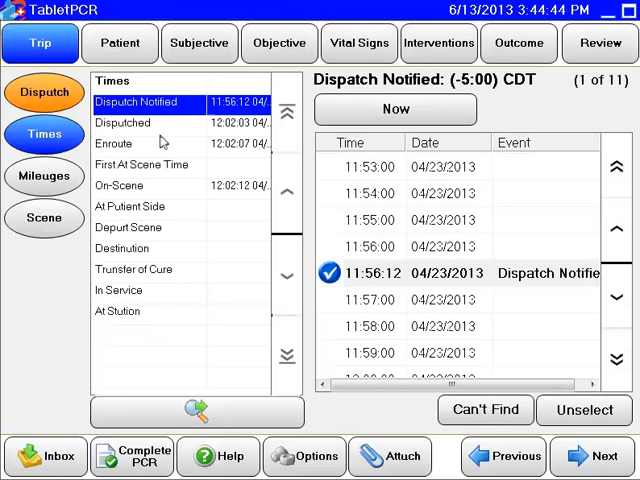 TabletPCR 6/13/2013 3:44:44 PM
Trip Patient Subjective Objective Vital Signs Interventions Outcome Review
Dispatch
Times
Mileages
Scene
Times
Dispatch Notified 11:56:12 04/..
Dispatched 12:02:03 04/..
Enroute 12:02:07 04/..
First At Scene Time
On-Scene 12:02:12 04/..
At Patient Side
Depart Scene
Destination
Transfer of Care
In Service
At Station
Dispatch Notified: (-5:00) CDT (1 of 11)
Now
Time Date Event
11:53:00 04/23/2013
11:54:00 04/23/2013
11:55:00 04/23/2013
11:56:00 04/23/2013
11:56:12 04/23/2013 Dispatch Notifie
11:57:00 04/23/2013
11:58:00 04/23/2013
11:59:00 04/23/2013
Can't Find Unselect
Inbox Complete PCR Help Options Attach Previous Next